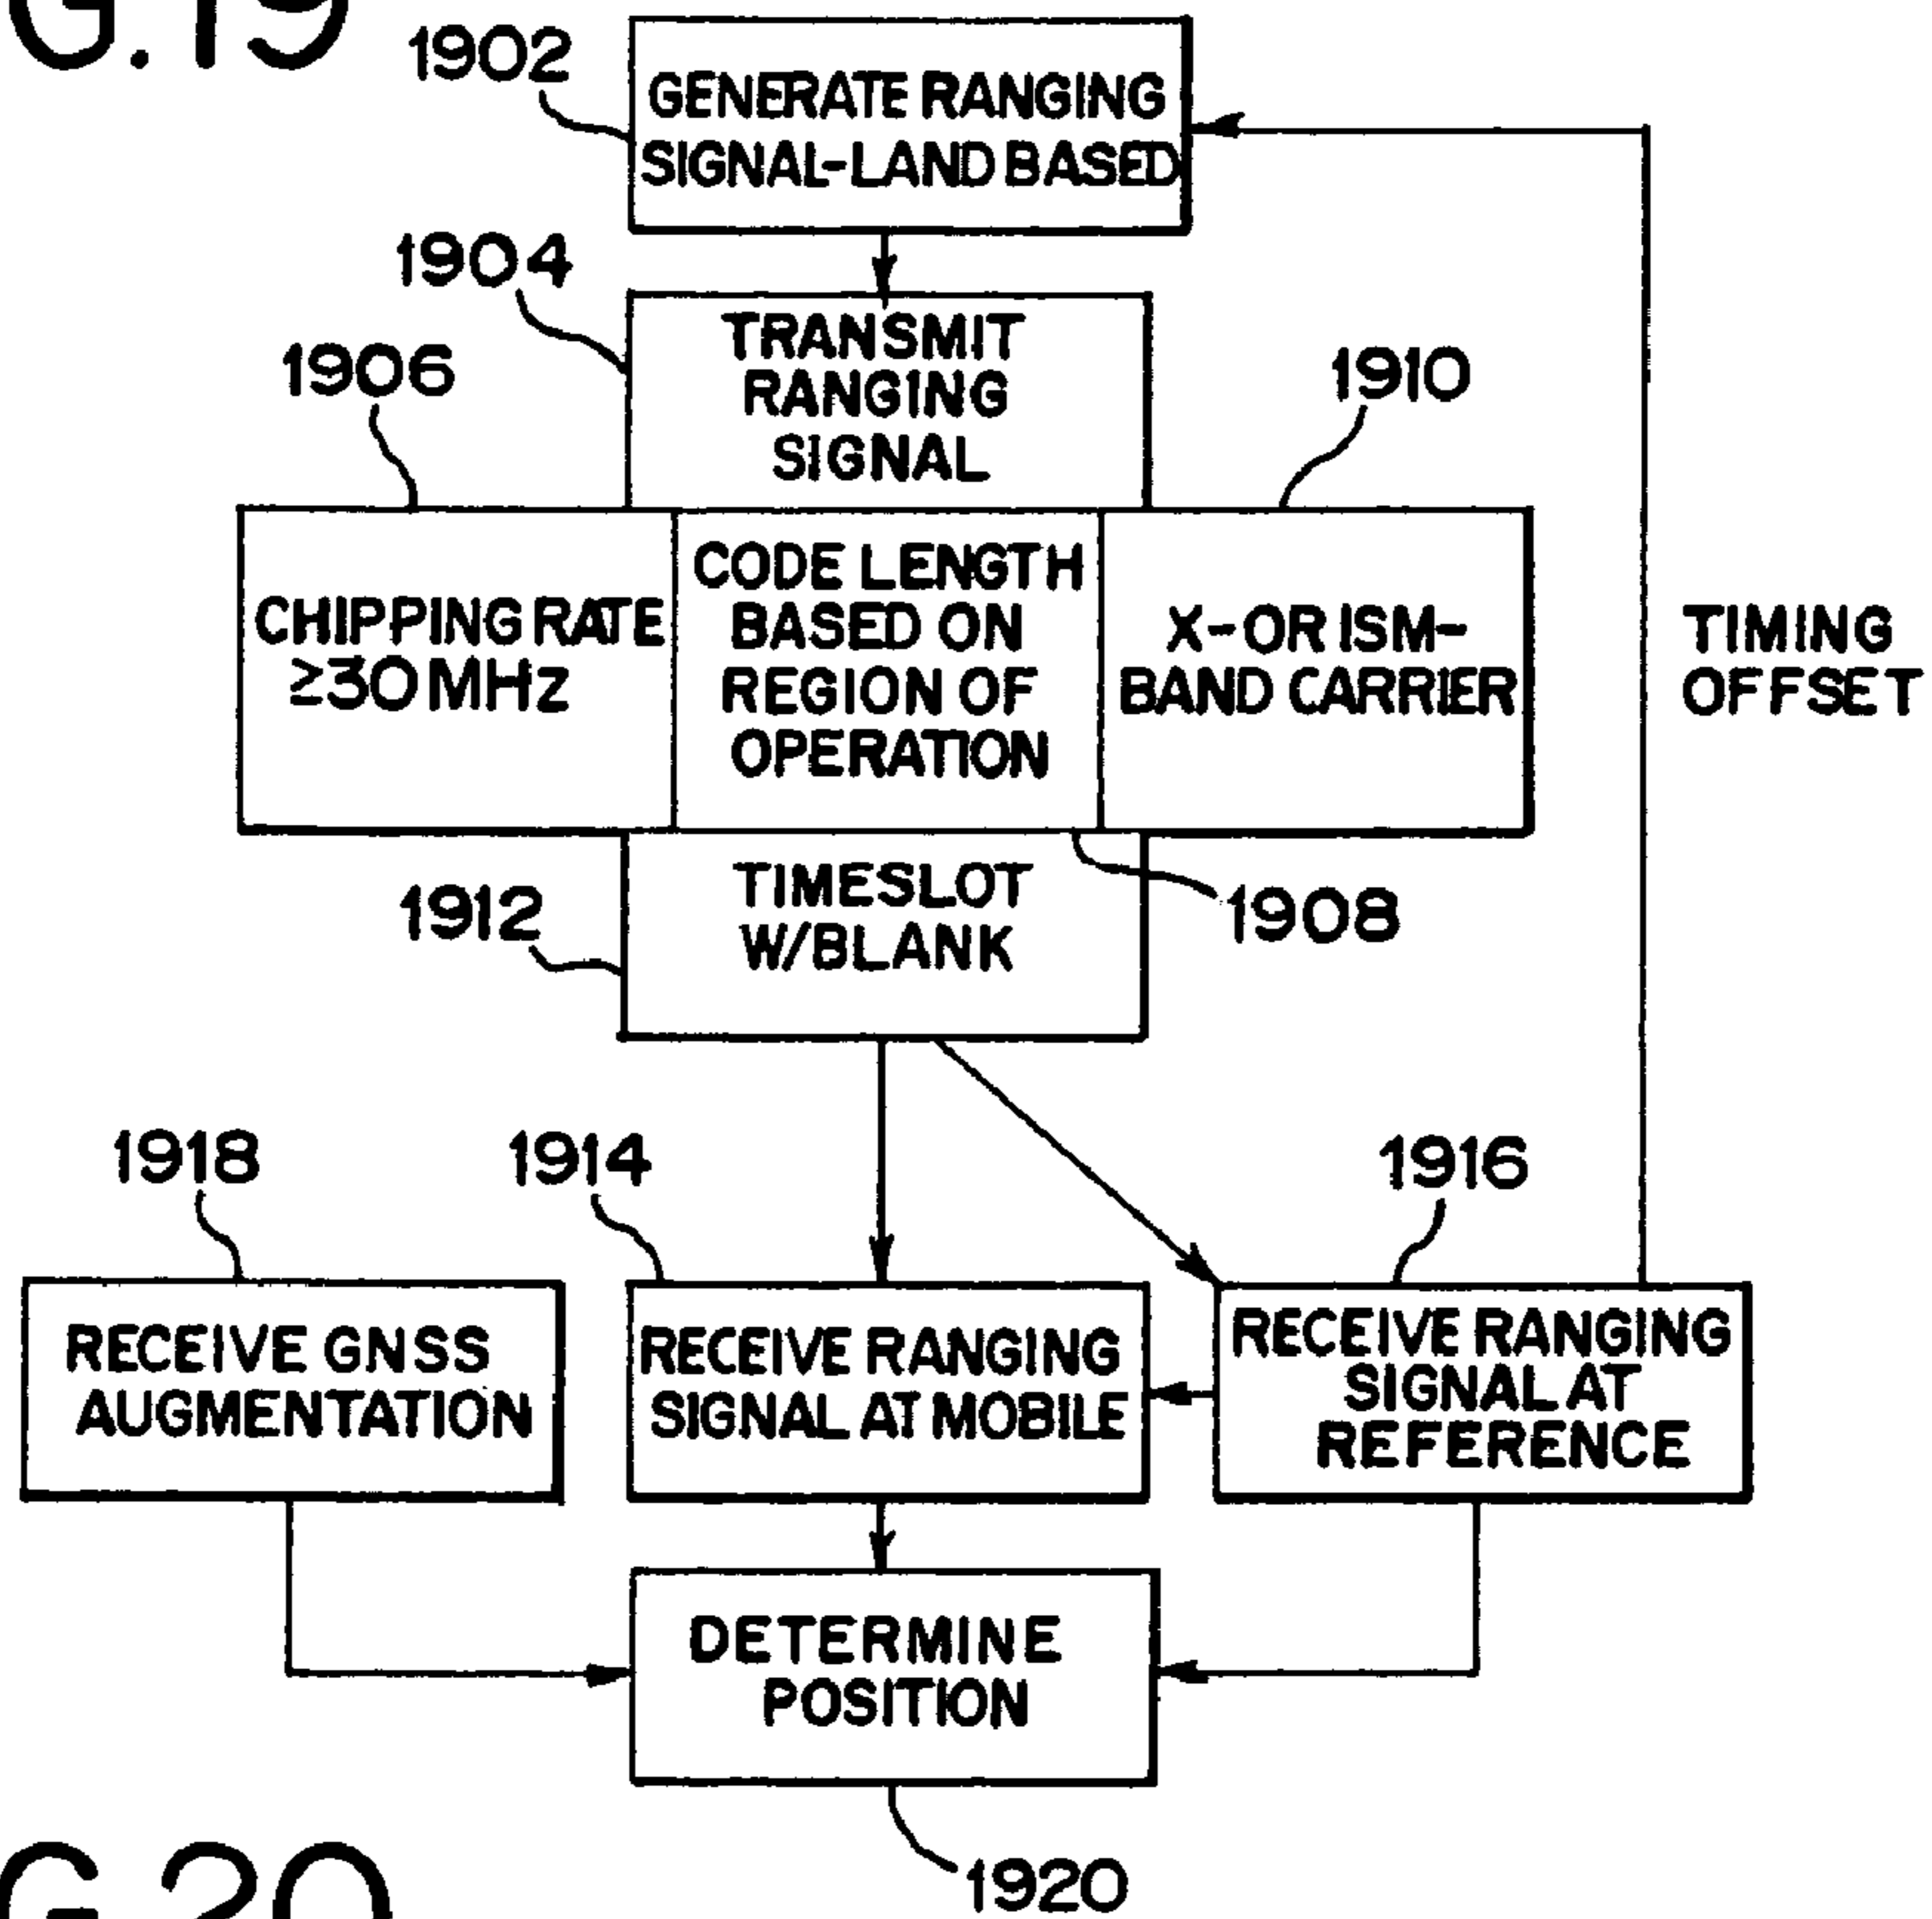 G.19
1902
GENERATE RANGING
SIGNAL-LAND BASED
1904
TRANSMIT
RANGING
SIGNAL
1906
1910
CHIPPING RATE
≥30 MHz
CODE LENGTH
BASED ON
REGION OF
OPERATION
X- OR ISM-
BAND CARRIER
TIMING
OFFSET
1912
TIMESLOT
W/BLANK
1908
1918
1914
1916
RECEIVE GNSS
AUGMENTATION
RECEIVE RANGING
SIGNAL AT MOBILE
RECEIVE RANGING
SIGNAL AT
REFERENCE
DETERMINE
POSITION
1920
G.20